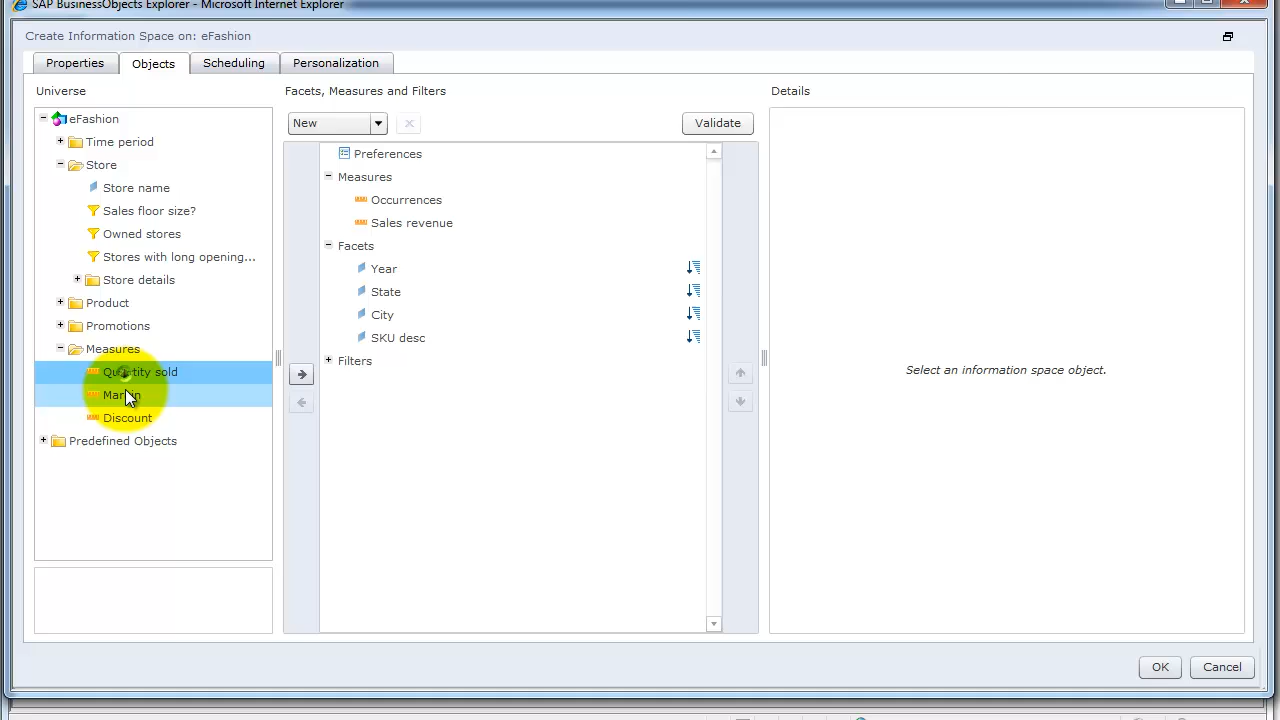 SAP BusinessObjects Explorer - Microsoft Internet Explorer
Create Information Space on: eFashion
Properties
Objects
Scheduling
Personalization
Universe
eFashion
Time period
Store
Store name
Sales floor size?
Owned stores
Stores with long opening...
Store details
Product
Promotions
Measures
Quantity sold
Margin
Discount
Predefined Objects
Facets, Measures and Filters
New
Validate
Preferences
Measures
Occurrences
Sales revenue
Facets
Year
State
City
SKU desc
Filters
Details
Select an information space object.
OK
Cancel